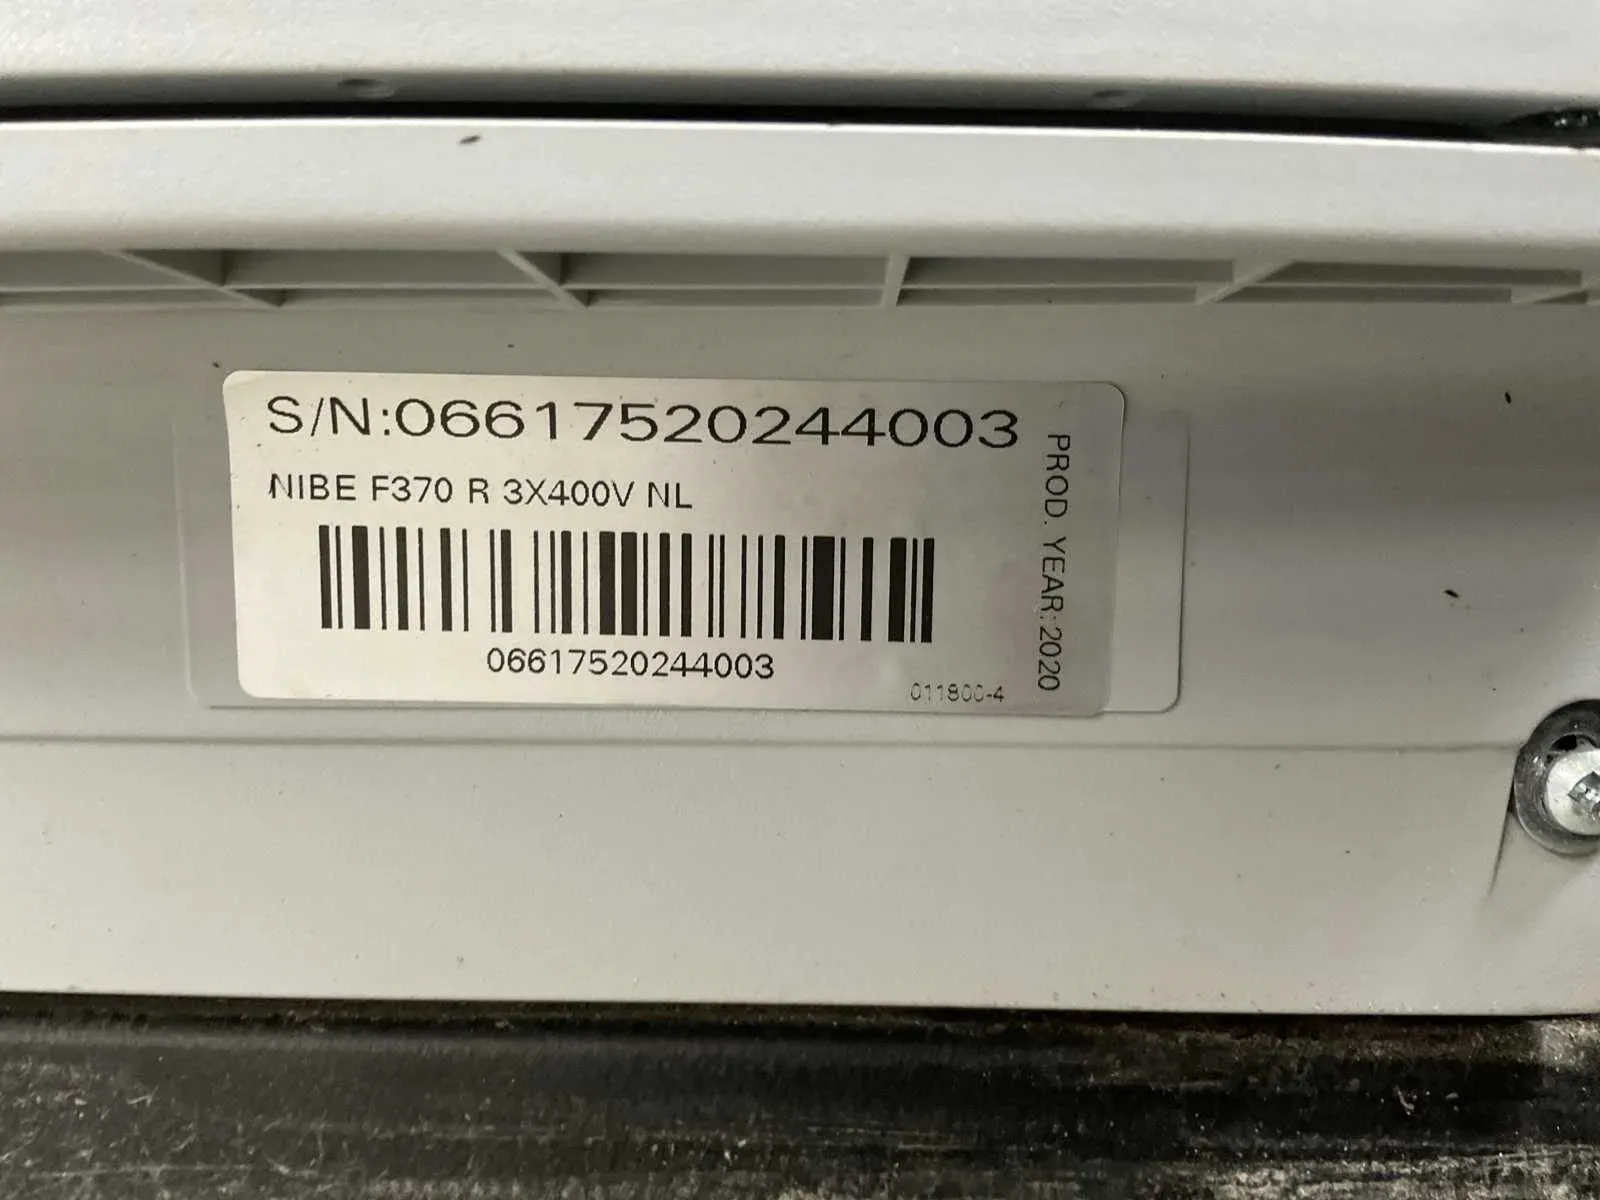 S/N:06617520244003
NIBE F370 R 3X400V NL
06617520244003
011800-4
PROD. YEAR:2020